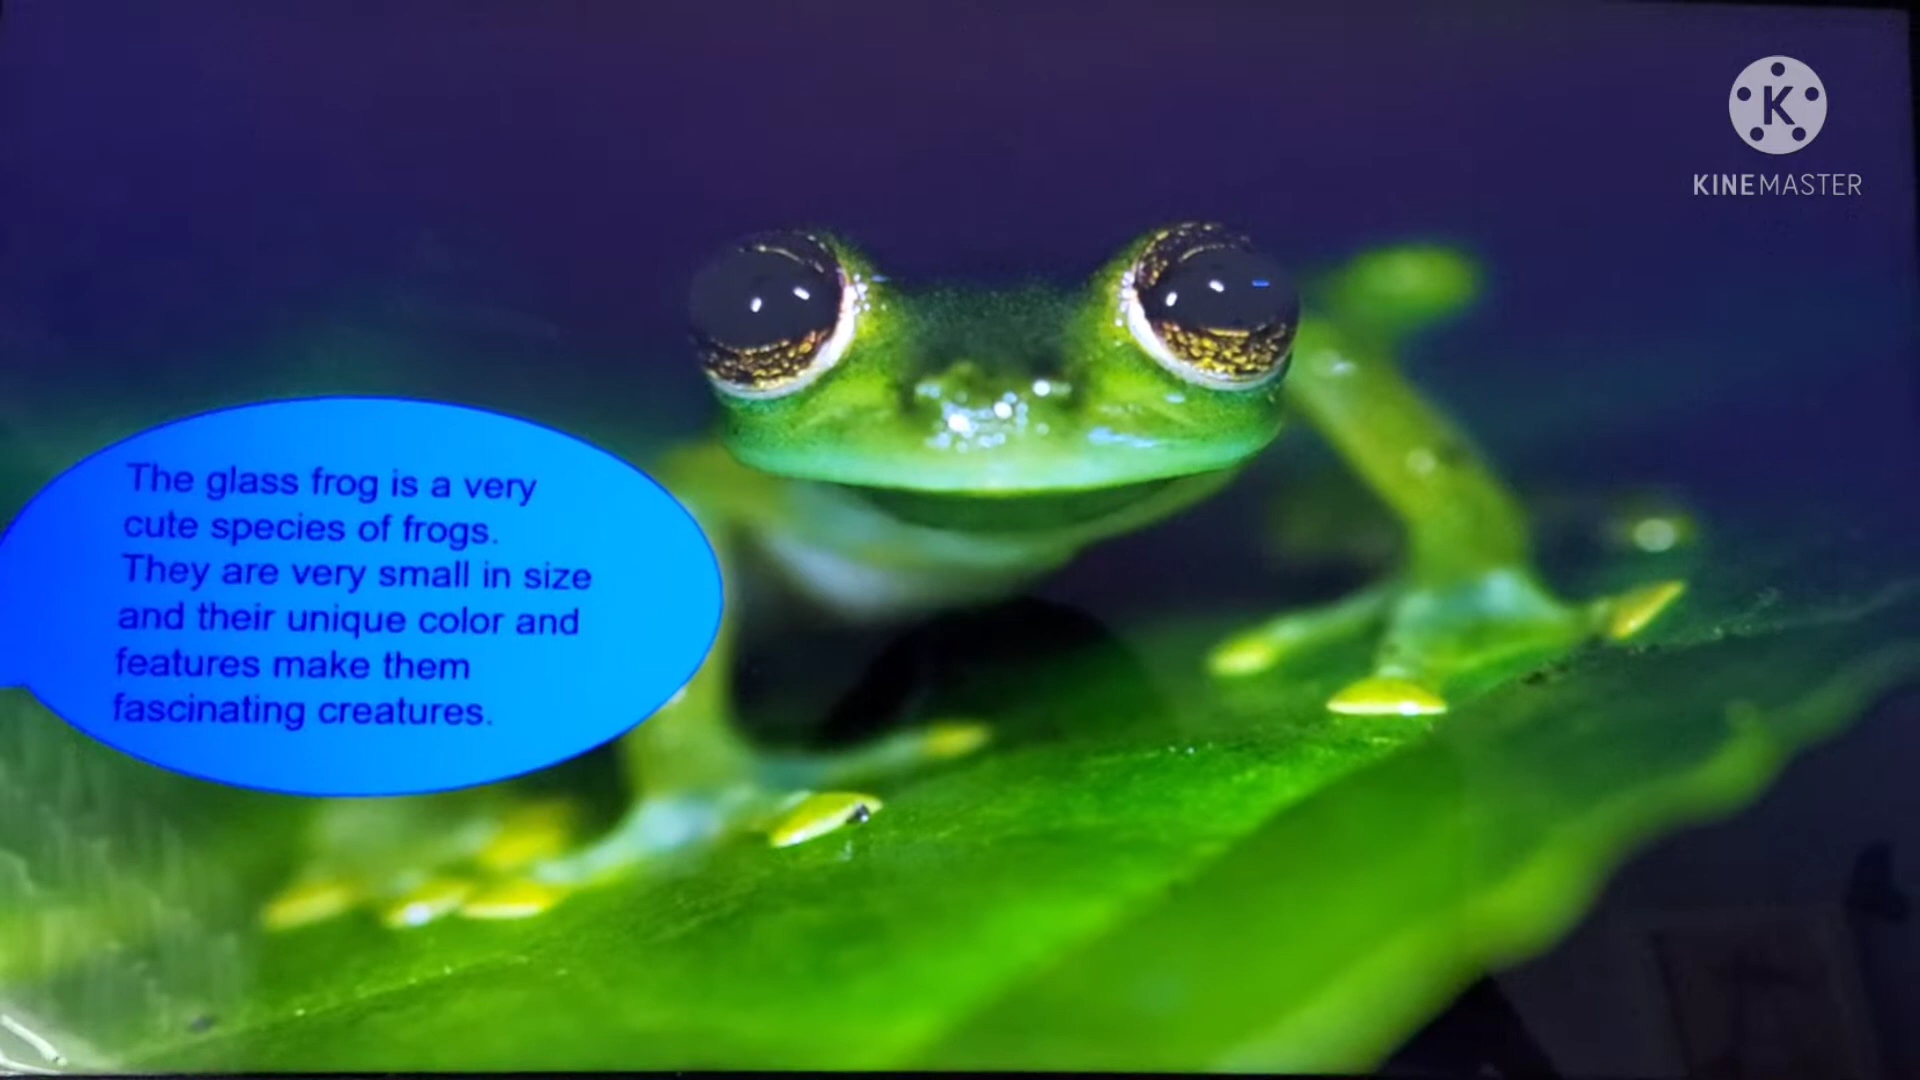 K
KINEMASTER
The glass frog is a very
cute species of frogs.
They are very small in size
and their unique color and
features make them
fascinating creatures.